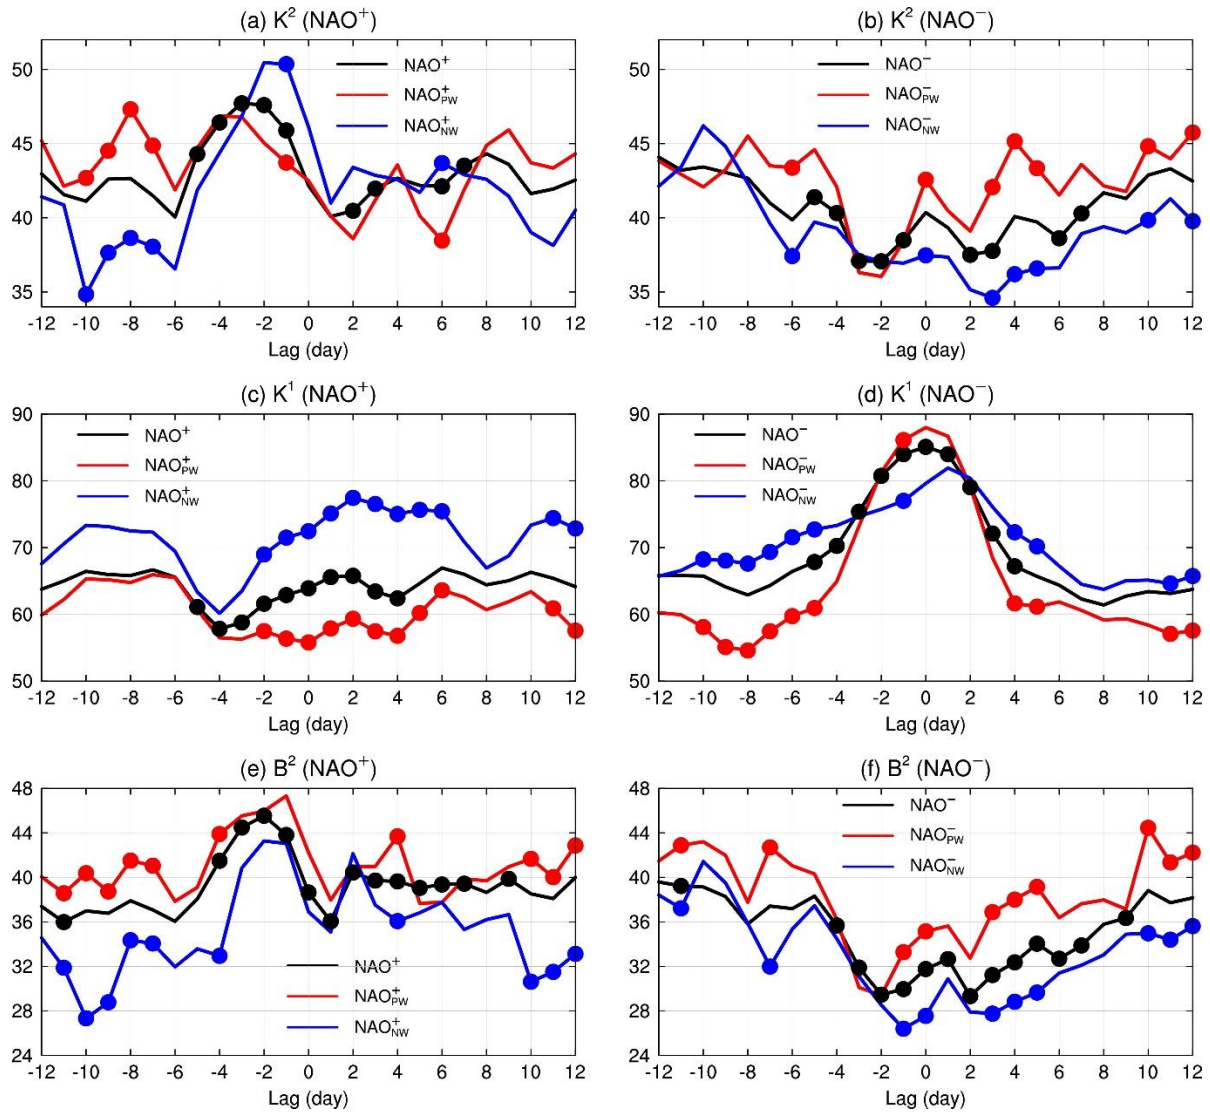 (a) K² (NAO⁺)
50
45
40
35
NAO⁺
NAO⁺PW
NAO⁺NW
-12 -10 -8 -6 -4 -2 0 2 4 6 8 10 12
Lag (day)
(b) K² (NAO⁻)
50
45
40
35
NAO⁻
NAO⁻PW
NAO⁻NW
-12 -10 -8 -6 -4 -2 0 2 4 6 8 10 12
Lag (day)
(c) K¹ (NAO⁺)
90
80
70
60
50
NAO⁺
NAO⁺PW
NAO⁺NW
-12 -10 -8 -6 -4 -2 0 2 4 6 8 10 12
Lag (day)
(d) K¹ (NAO⁻)
90
80
70
60
50
NAO⁻
NAO⁻PW
NAO⁻NW
-12 -10 -8 -6 -4 -2 0 2 4 6 8 10 12
Lag (day)
(e) B² (NAO⁺)
48
44
40
36
32
28
24
NAO⁺
NAO⁺PW
NAO⁺NW
-12 -10 -8 -6 -4 -2 0 2 4 6 8 10 12
Lag (day)
(f) B² (NAO⁻)
48
44
40
36
32
28
24
NAO⁻
NAO⁻PW
NAO⁻NW
-12 -10 -8 -6 -4 -2 0 2 4 6 8 10 12
Lag (day)